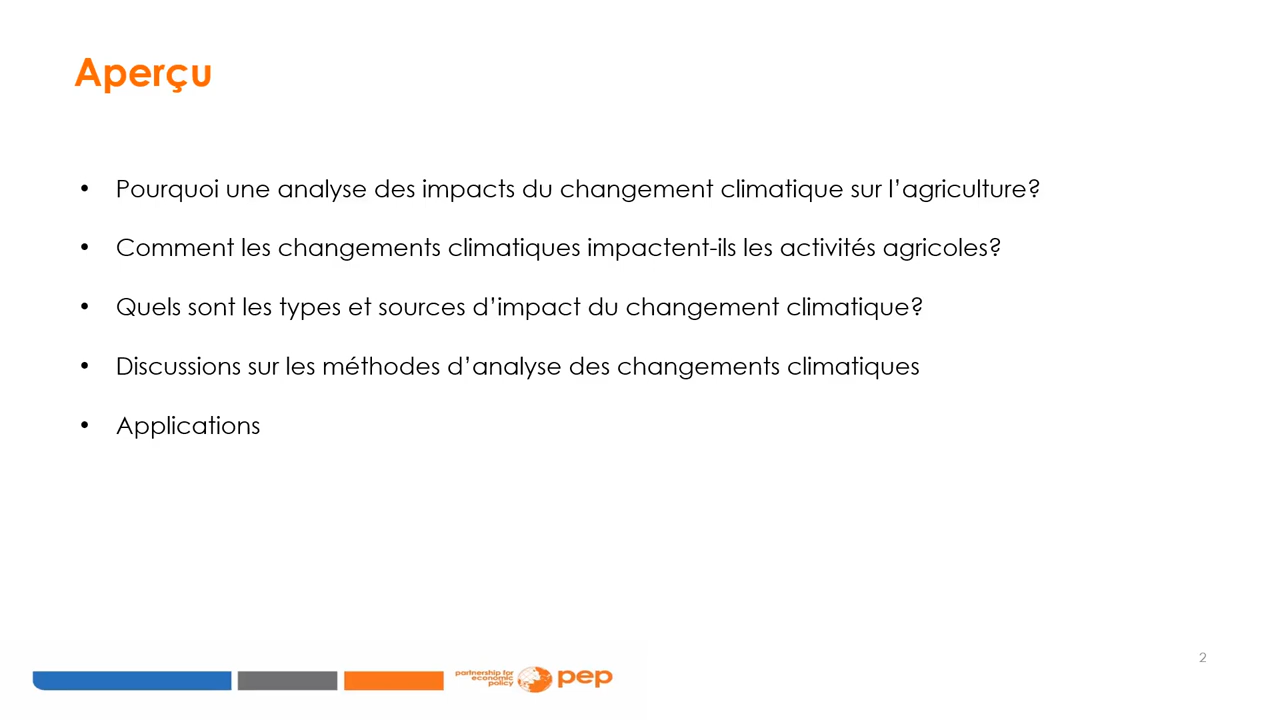 Aperçu
• Pourquoi une analyse des impacts du changement climatique sur l’agriculture?
• Comment les changements climatiques impactent-ils les activités agricoles?
• Quels sont les types et sources d’impact du changement climatique?
• Discussions sur les méthodes d’analyse des changements climatiques
• Applications
partnership for
economic
policy
pep
2